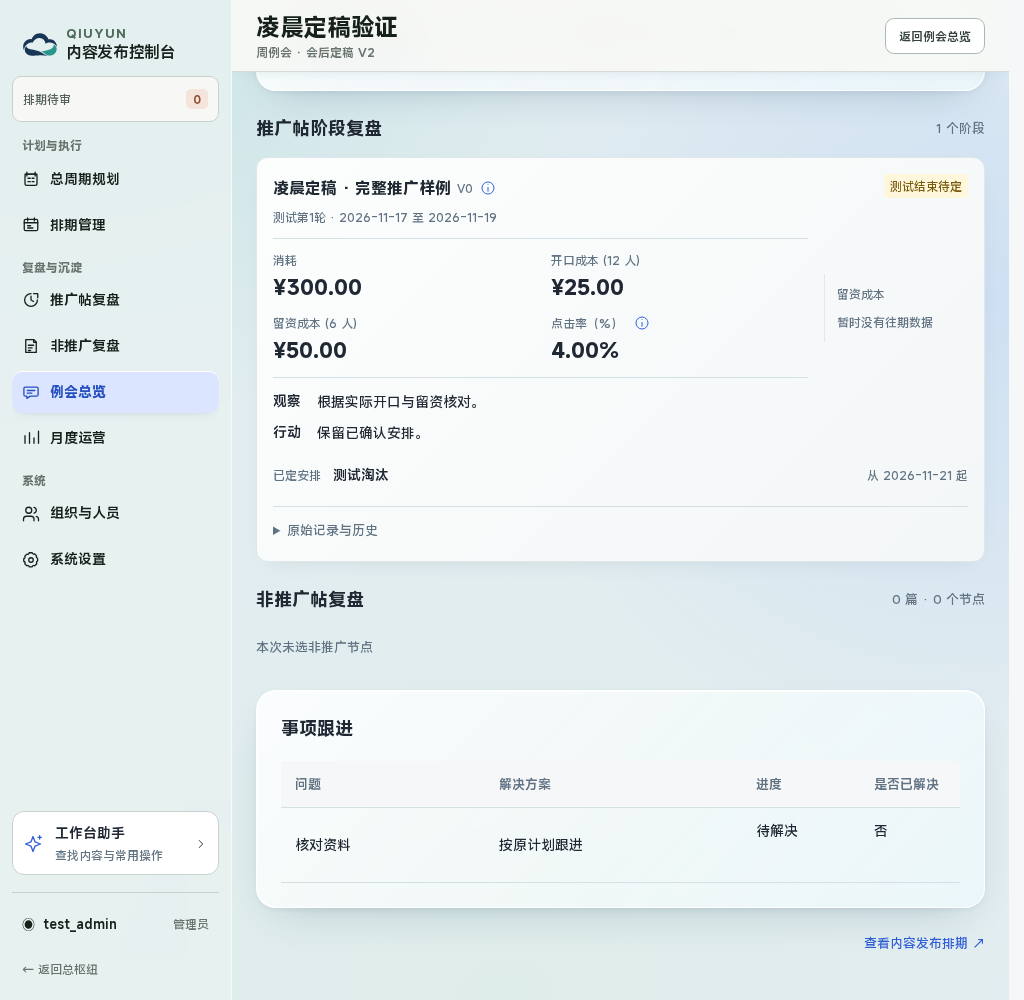 QIUYUN
内容发布控制台
排期待审 0
计划与执行
总周期规划
排期管理
复盘与沉淀
推广帖复盘
非推广复盘
例会总览
月度运营
系统
组织与人员
系统设置
工作台助手
查找内容与常用操作
test_admin 管理员
← 返回总枢纽
凌晨定稿验证
周例会 · 会后定稿 V2
返回例会总览
推广帖阶段复盘 1 个阶段
凌晨定稿 · 完整推广样例 V0 测试结束待定
测试第1轮 · 2026-11-17 至 2026-11-19
消耗 开口成本 (12 人)
¥300.00 ¥25.00
留资成本 (6 人) 点击率（%）
¥50.00 4.00%
留资成本
暂时没有往期数据
观察 根据实际开口与留资核对。
行动 保留已确认安排。
已定安排 测试淘汰 从 2026-11-21 起
▶ 原始记录与历史
非推广帖复盘 0 篇 · 0 个节点
本次未选非推广节点
事项跟进
问题 解决方案 进度 是否已解决
核对资料 按原计划跟进 待解决 否
查看内容发布排期 ↗